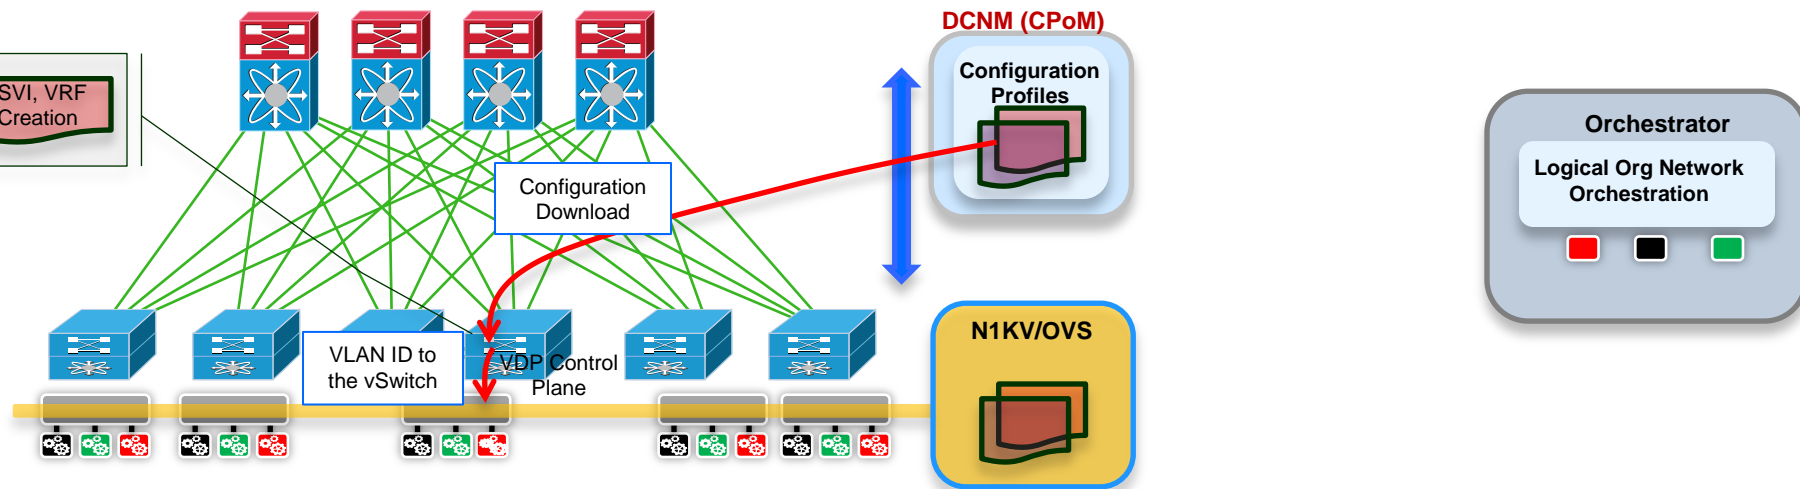 DCNM (CPoM)
Configuration
Profiles
SVI, VRF
Creation
Orchestrator
Logical Org Network
Orchestration
Configuration
Download
N1KV/OVS
VLAN ID to
the vSwitch
VDP Control
Plane